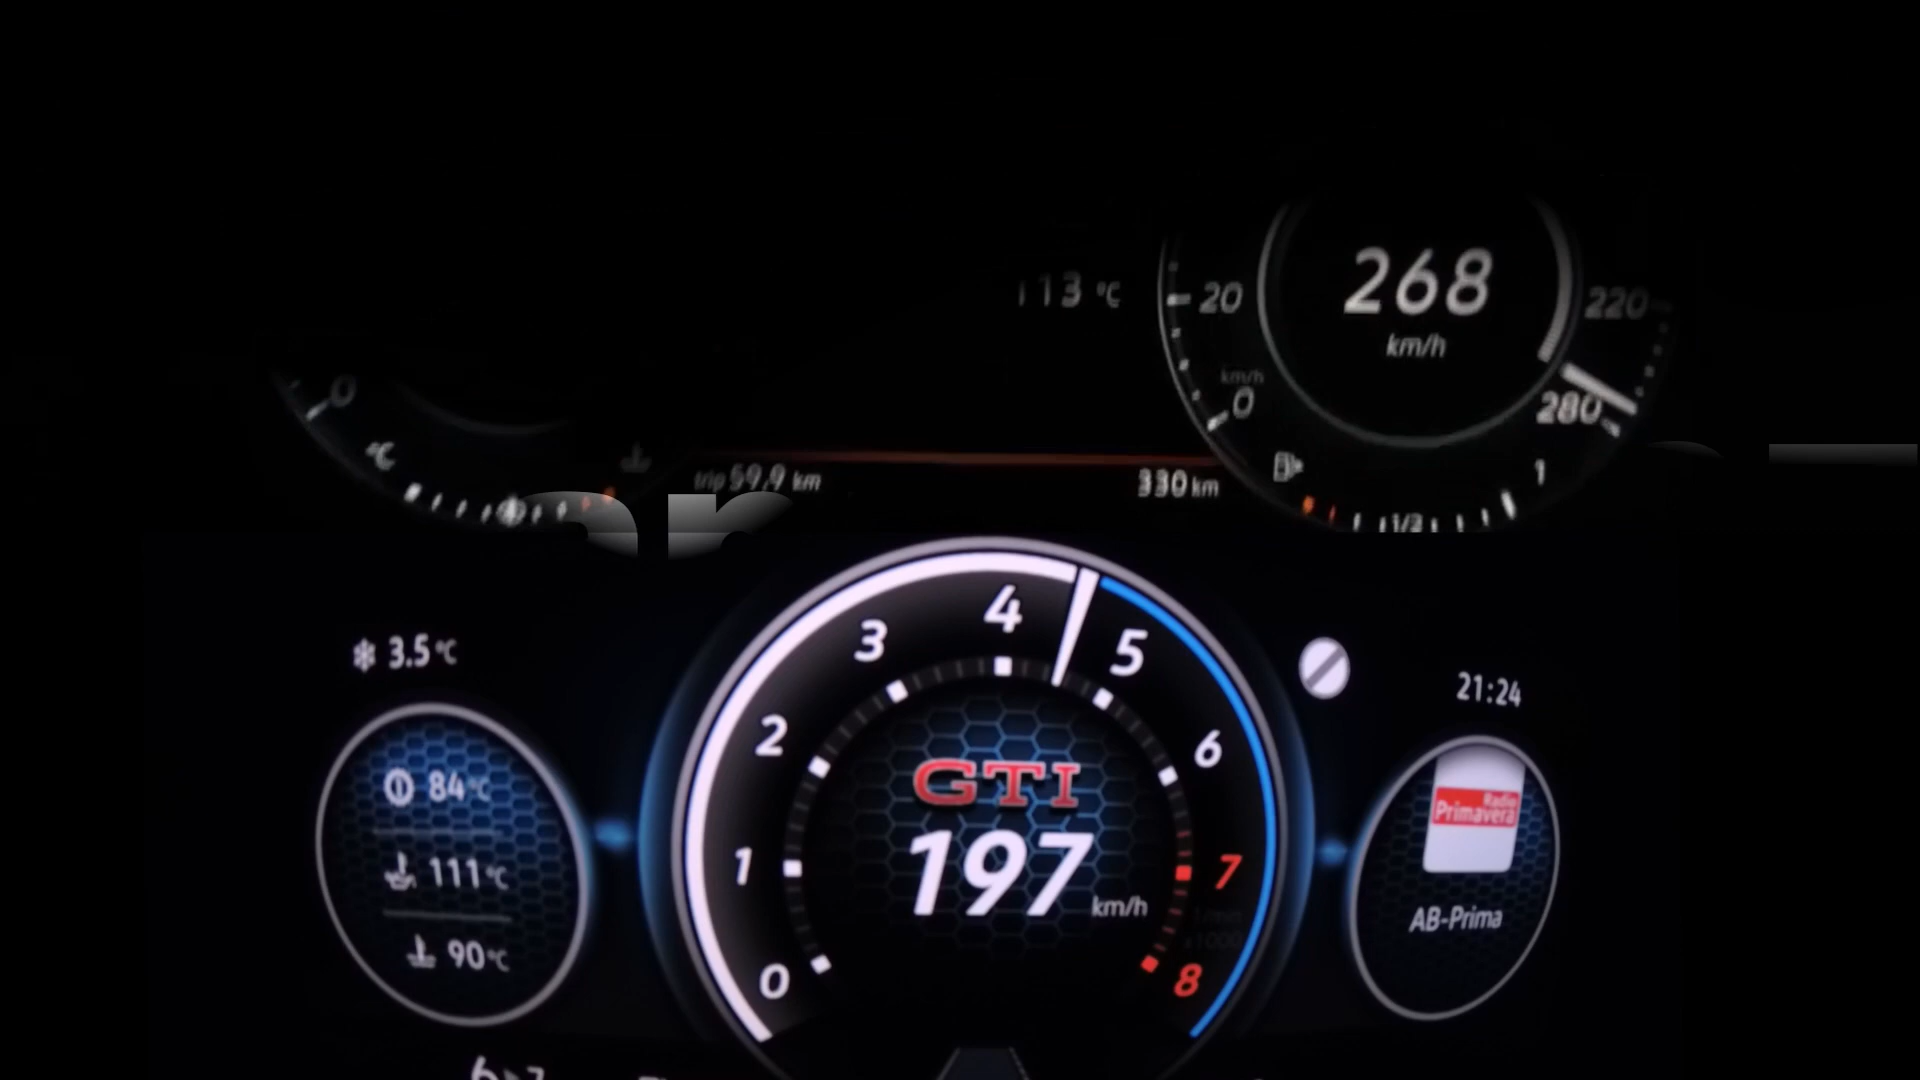 268
km/h
113 °C
20
220
km/h
0
280
0
°C
trip 59.9 km
330 km
1/2
1
4
3
5
2
6
1
7
0
8
3.5 °C
21:24
84 °C
111 °C
90 °C
GTI
197
km/h
Radio
Primavera
AB-Prima